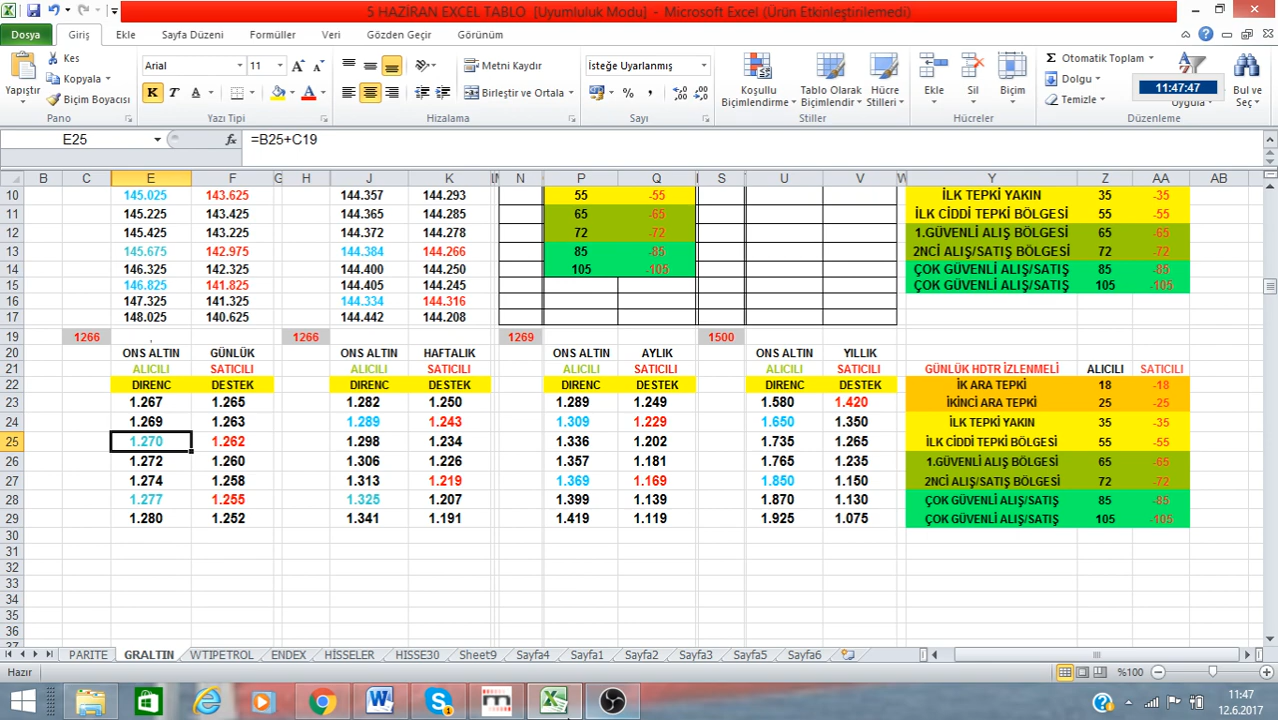 5 HAZİRAN EXCEL TABLO [Uyumluluk Modu] - Microsoft Excel (Ürün Etkinleştirilemedi)
Dosya Giriş Ekle Sayfa Düzeni Formüller Veri Gözden Geçir Görünüm
Yapıştır Kes Kopyala Biçim Boyacısı Pano
Arial 11 K T A Yazı Tipi
Metni Kaydır Birleştir ve Ortala Hizalama
İsteğe Uyarlanmış % Sayı
Koşullu Biçimlendirme Tablo Olarak Biçimlendir Hücre Stilleri Stiller
Ekle Sil Biçim Hücreler
Σ Otomatik Toplam Dolgu Temizle Uygula Bul ve Seç Düzenleme
11:47:47
E25 fx =B25+C19
B C E F G H J K N P Q S U V W Y Z AA AB
10 145.025 143.625 144.357 144.293 55 -55 İLK TEPKİ YAKIN 35 -35
11 145.225 143.425 144.365 144.285 65 -65 İLK CİDDİ TEPKİ BÖLGESİ 55 -55
12 145.425 143.225 144.372 144.278 72 -72 1.GÜVENLİ ALIŞ BÖLGESİ 65 -65
13 145.675 142.975 144.384 144.266 85 -85 2NCİ ALIŞ/SATIŞ BÖLGESİ 72 -72
14 146.325 142.325 144.400 144.250 105 -105 ÇOK GÜVENLİ ALIŞ/SATIŞ 85 -85
15 146.825 141.825 144.405 144.245 ÇOK GÜVENLİ ALIŞ/SATIŞ 105 -105
16 147.325 141.325 144.334 144.316
17 148.025 140.625 144.442 144.208
19 1266 , 1266 1269 1500
20 ONS ALTIN GÜNLÜK ONS ALTIN HAFTALIK ONS ALTIN AYLIK ONS ALTIN YILLIK
21 ALICILI SATICILI ALICILI SATICILI ALICILI SATICILI ALICILI SATICILI GÜNLÜK HDTR İZLENMELİ ALICILI SATICILI
22 DIRENC DESTEK DIRENC DESTEK DIRENC DESTEK DIRENC DESTEK İK ARA TEPKİ 18 -18
23 1.267 1.265 1.282 1.250 1.289 1.249 1.580 1.420 İKİNCİ ARA TEPKİ 25 -25
24 1.269 1.263 1.289 1.243 1.309 1.229 1.650 1.350 İLK TEPKİ YAKIN 35 -35
25 1.270 1.262 1.298 1.234 1.336 1.202 1.735 1.265 İLK CİDDİ TEPKİ BÖLGESİ 55 -55
26 1.272 1.260 1.306 1.226 1.357 1.181 1.765 1.235 1.GÜVENLİ ALIŞ BÖLGESİ 65 -65
27 1.274 1.258 1.313 1.219 1.369 1.169 1.850 1.150 2NCİ ALIŞ/SATIŞ BÖLGESİ 72 -72
28 1.277 1.255 1.325 1.207 1.399 1.139 1.870 1.130 ÇOK GÜVENLİ ALIŞ/SATIŞ 85 -85
29 1.280 1.252 1.341 1.191 1.419 1.119 1.925 1.075 ÇOK GÜVENLİ ALIŞ/SATIŞ 105 -105
30
31
32
33
34
35
36
PARITE GRALTIN WTIPETROL ENDEX HİSSELER HISSE30 Sheet9 Sayfa4 Sayfa1 Sayfa2 Sayfa3 Sayfa5 Sayfa6
Hazır %100
11:47
12.6.2017